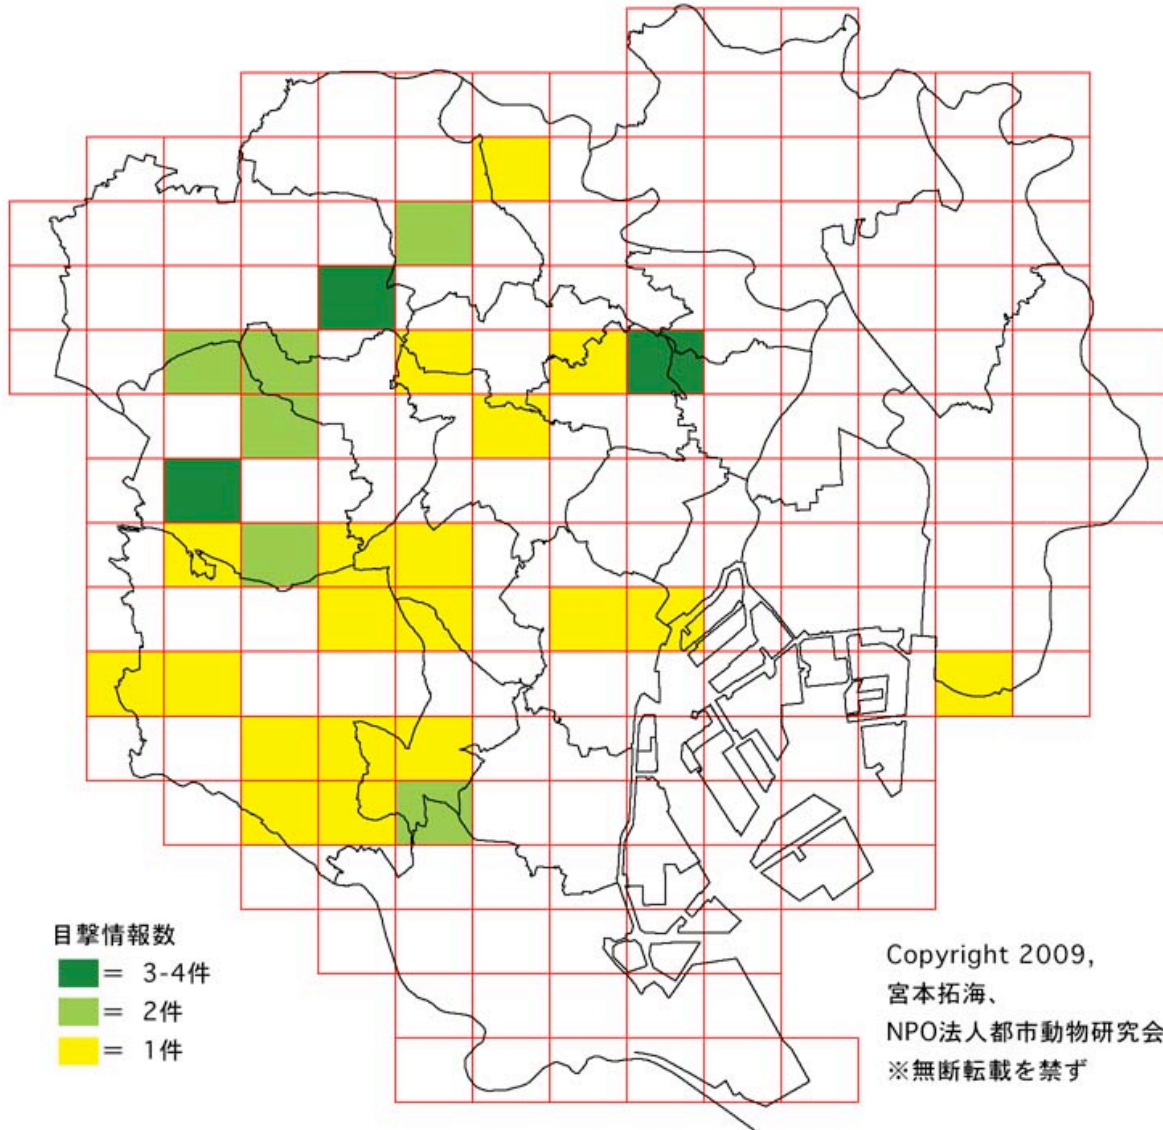 目撃情報数
= 3-4件
= 2件
= 1件
Copyright 2009,
宮本拓海、
NPO法人都市動物研究会
※無断転載を禁ず